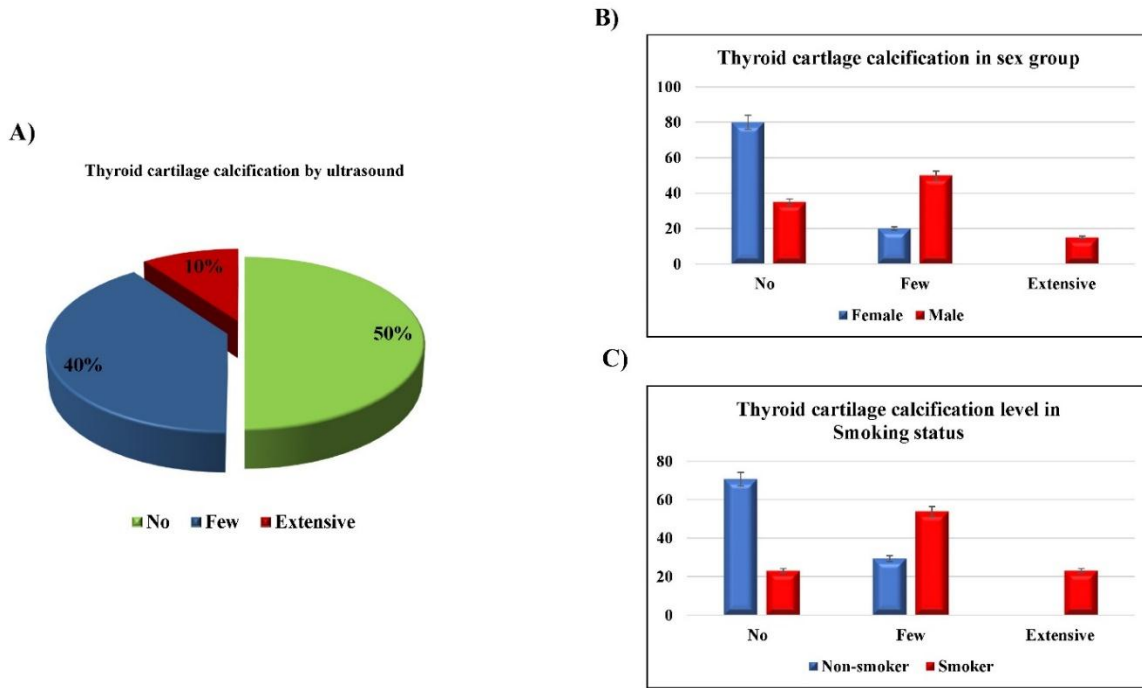 A)
Thyroid cartilage calcification by ultrasound
10%
50%
40%
No Few Extensive
B)
Thyroid cartlage calcification in sex group
100
80
60
40
20
0
No Few Extensive
Female Male
C)
Thyroid cartilage calcification level in
Smoking status
80
60
40
20
0
No Few Extensive
Non-smoker Smoker